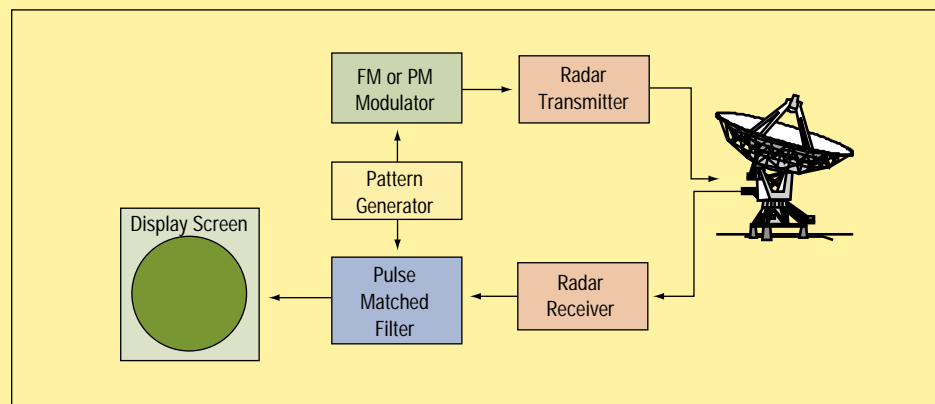 FM or PM
Modulator
Radar
Transmitter
Pattern
Generator
Display Screen
Pulse
Matched
Filter
Radar
Receiver